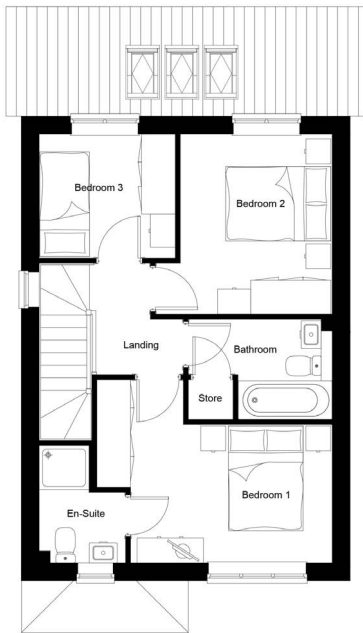 Bedroom 3
Bedroom 2
Landing
Bathroom
Store
Bedroom 1
En-Suite